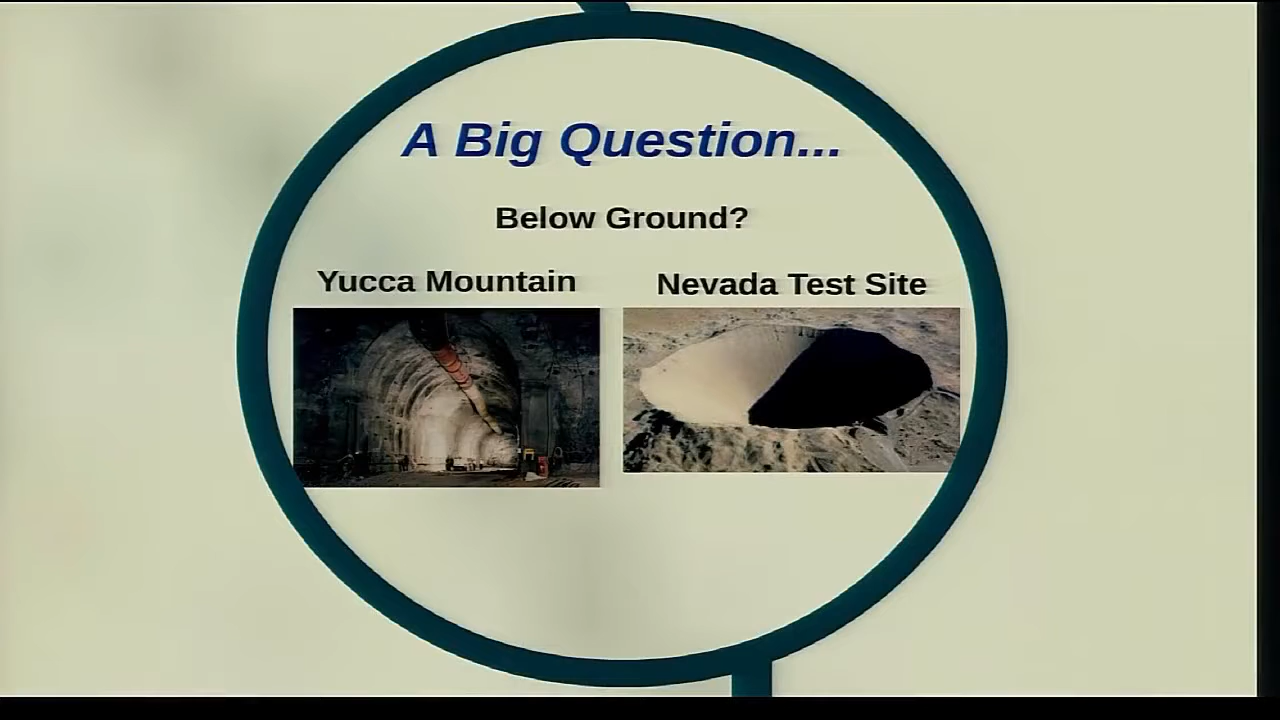 A Big Question...
Below Ground?
Yucca Mountain
Nevada Test Site